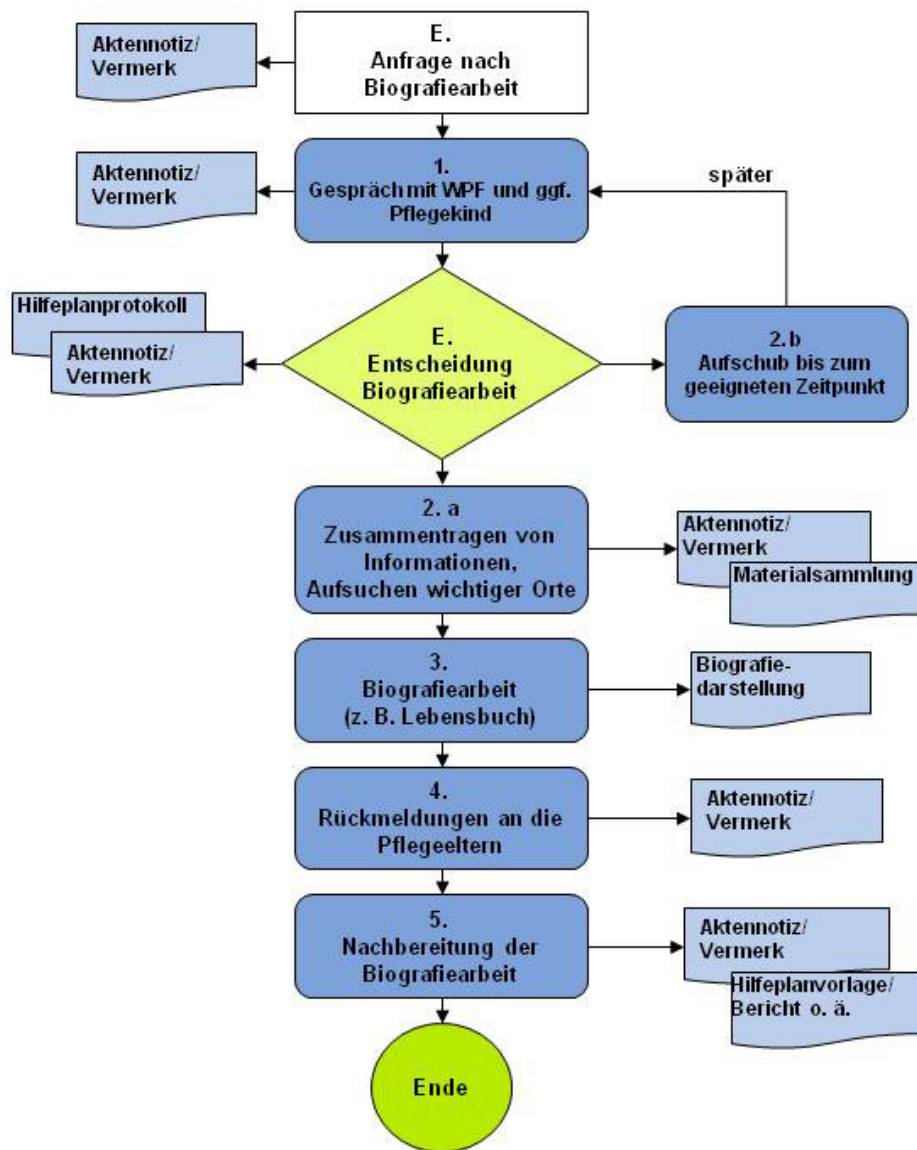 Aktennotiz/
Vermerk
E.
Anfrage nach
Biografiearbeit
Aktennotiz/
Vermerk
1.
Gespräch mit WPF und ggf.
Pflegekind
später
Hilfeplanprotokoll
Aktennotiz/
Vermerk
E.
Entscheidung
Biografiearbeit
2. b
Aufschub bis zum
geeigneten Zeitpunkt
2. a
Zusammentragen von
Informationen,
Aufsuchen wichtiger Orte
Aktennotiz/
Vermerk
Materialsammlung
3.
Biografiearbeit
(z. B. Lebensbuch)
Biografie-
darstellung
4.
Rückmeldungen an die
Pflegeeltern
Aktennotiz/
Vermerk
5.
Nachbereitung der
Biografiearbeit
Aktennotiz/
Vermerk
Hilfeplanvorlage/
Bericht o. ä.
Ende